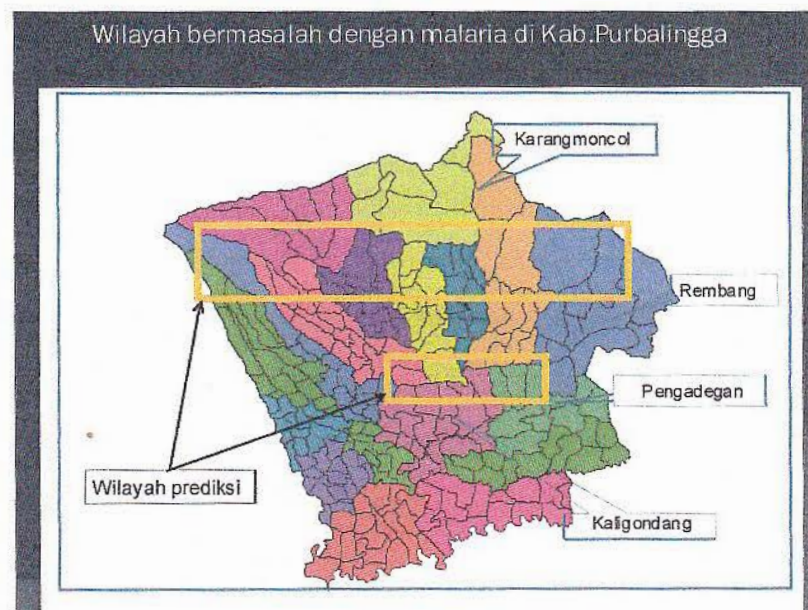 Wilayah bermasalah dengan malaria di Kab.Purbalingga
Karangmoncol
Rembang
Pengadegan
Wilayah prediksi
Kaligondang